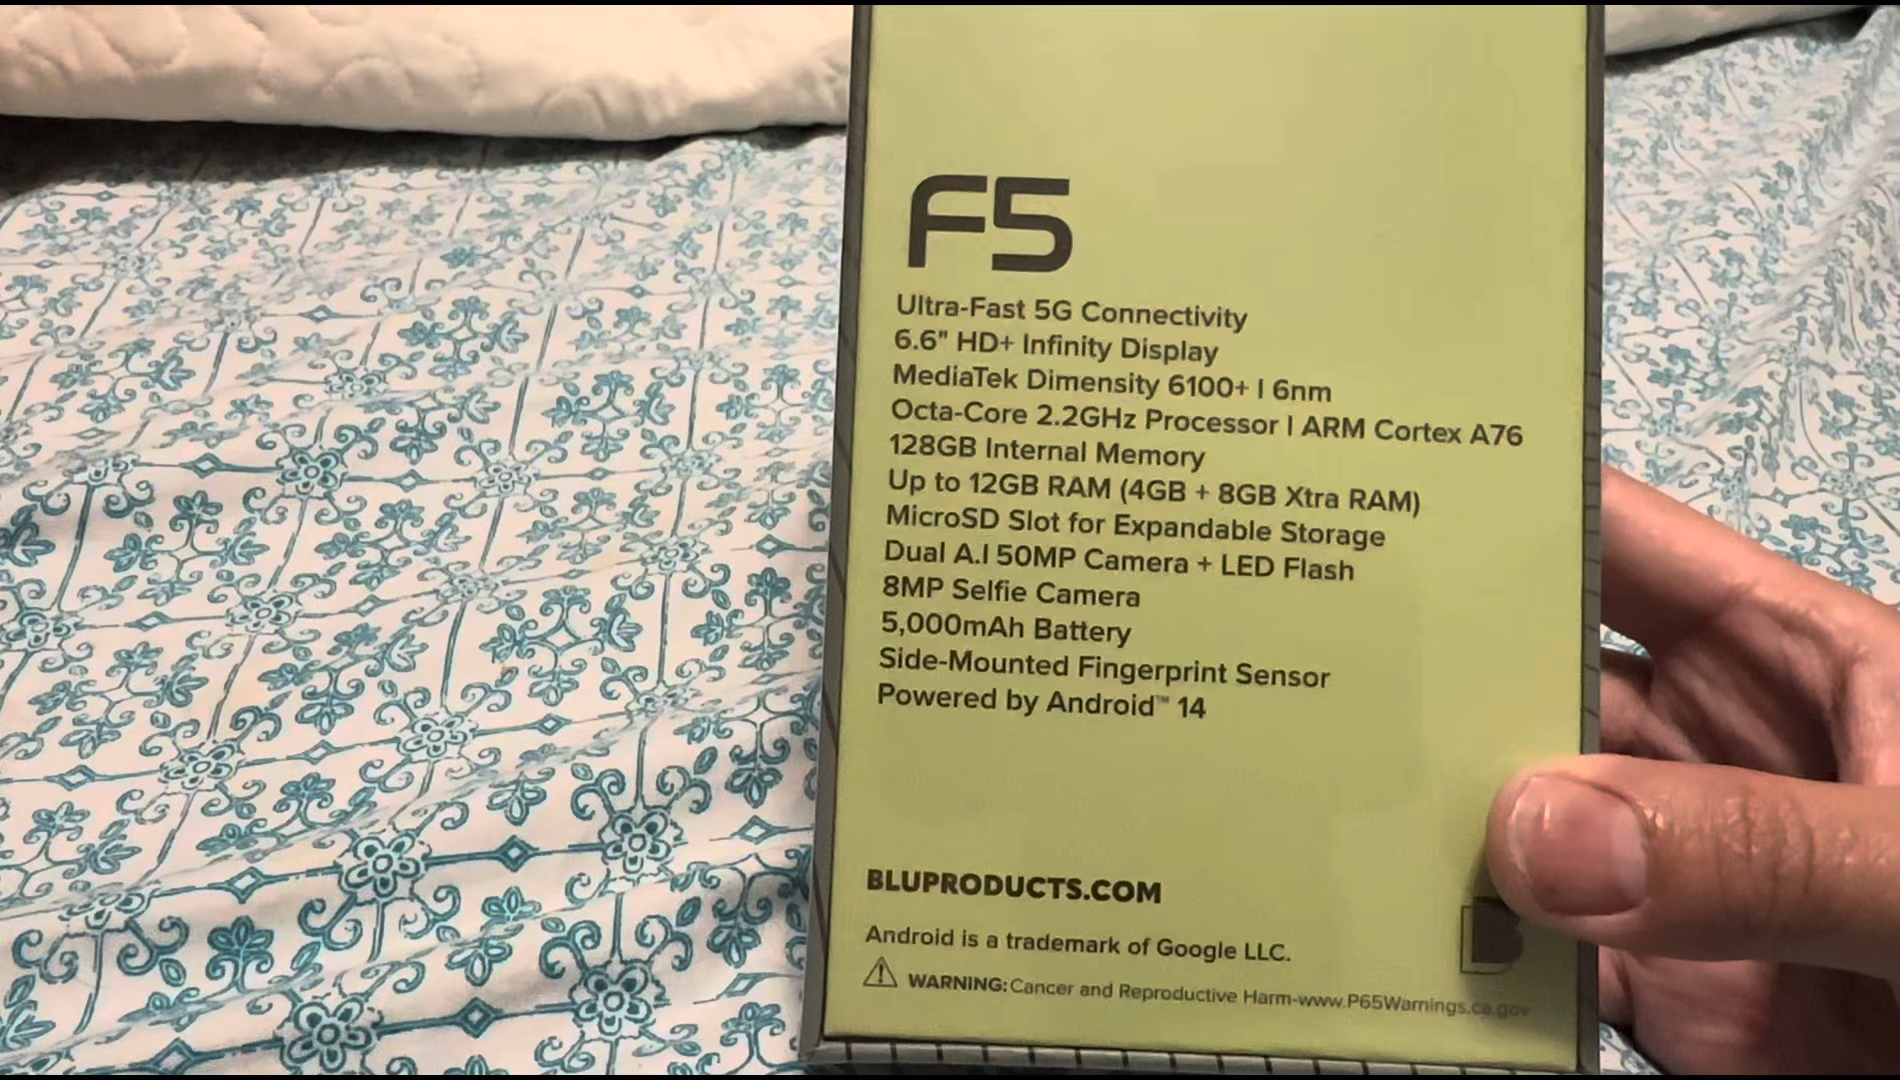 F5
Ultra-Fast 5G Connectivity
6.6" HD+ Infinity Display
MediaTek Dimensity 6100+ | 6nm
Octa-Core 2.2GHz Processor | ARM Cortex A76
128GB Internal Memory
Up to 12GB RAM (4GB + 8GB Xtra RAM)
MicroSD Slot for Expandable Storage
Dual A.I 50MP Camera + LED Flash
8MP Selfie Camera
5,000mAh Battery
Side-Mounted Fingerprint Sensor
Powered by Android™ 14
BLUPRODUCTS.COM
Android is a trademark of Google LLC.
⚠ WARNING: Cancer and Reproductive Harm-www.P65Warnings.ca.gov